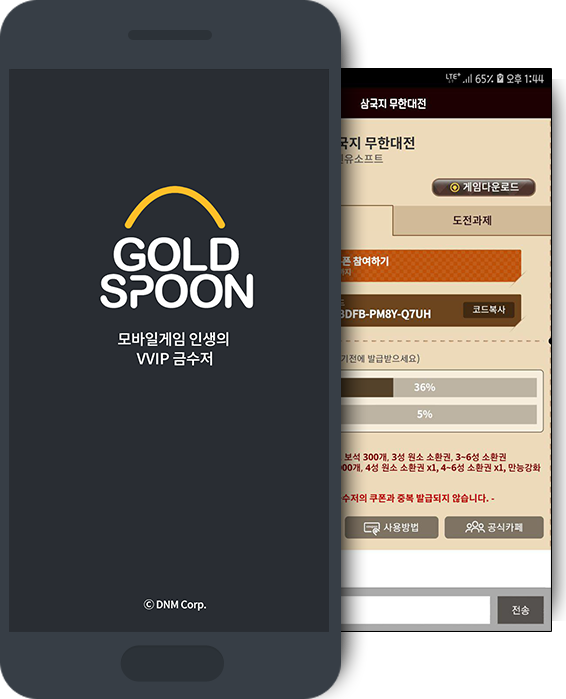 GOLD
SPOON
모바일게임 인생의
VVIP 금수저
© DNM Corp.
LTE+ 65% 오후 1:44
삼국지 무한대전
국지 무한대전
유소프트
게임다운로드
도전과제
폰 참여하기
BDFB-PM8Y-Q7UH
코드복사
기전에 발급받으세요)
36%
5%
보석 300개, 3성 원소 소환권, 3~6성 소환권
00개, 4성 원소 소환권 x1, 4~6성 소환권 x1, 만능강화
수저의 쿠폰과 중복 발급되지 않습니다. -
사용방법
공식카페
전송